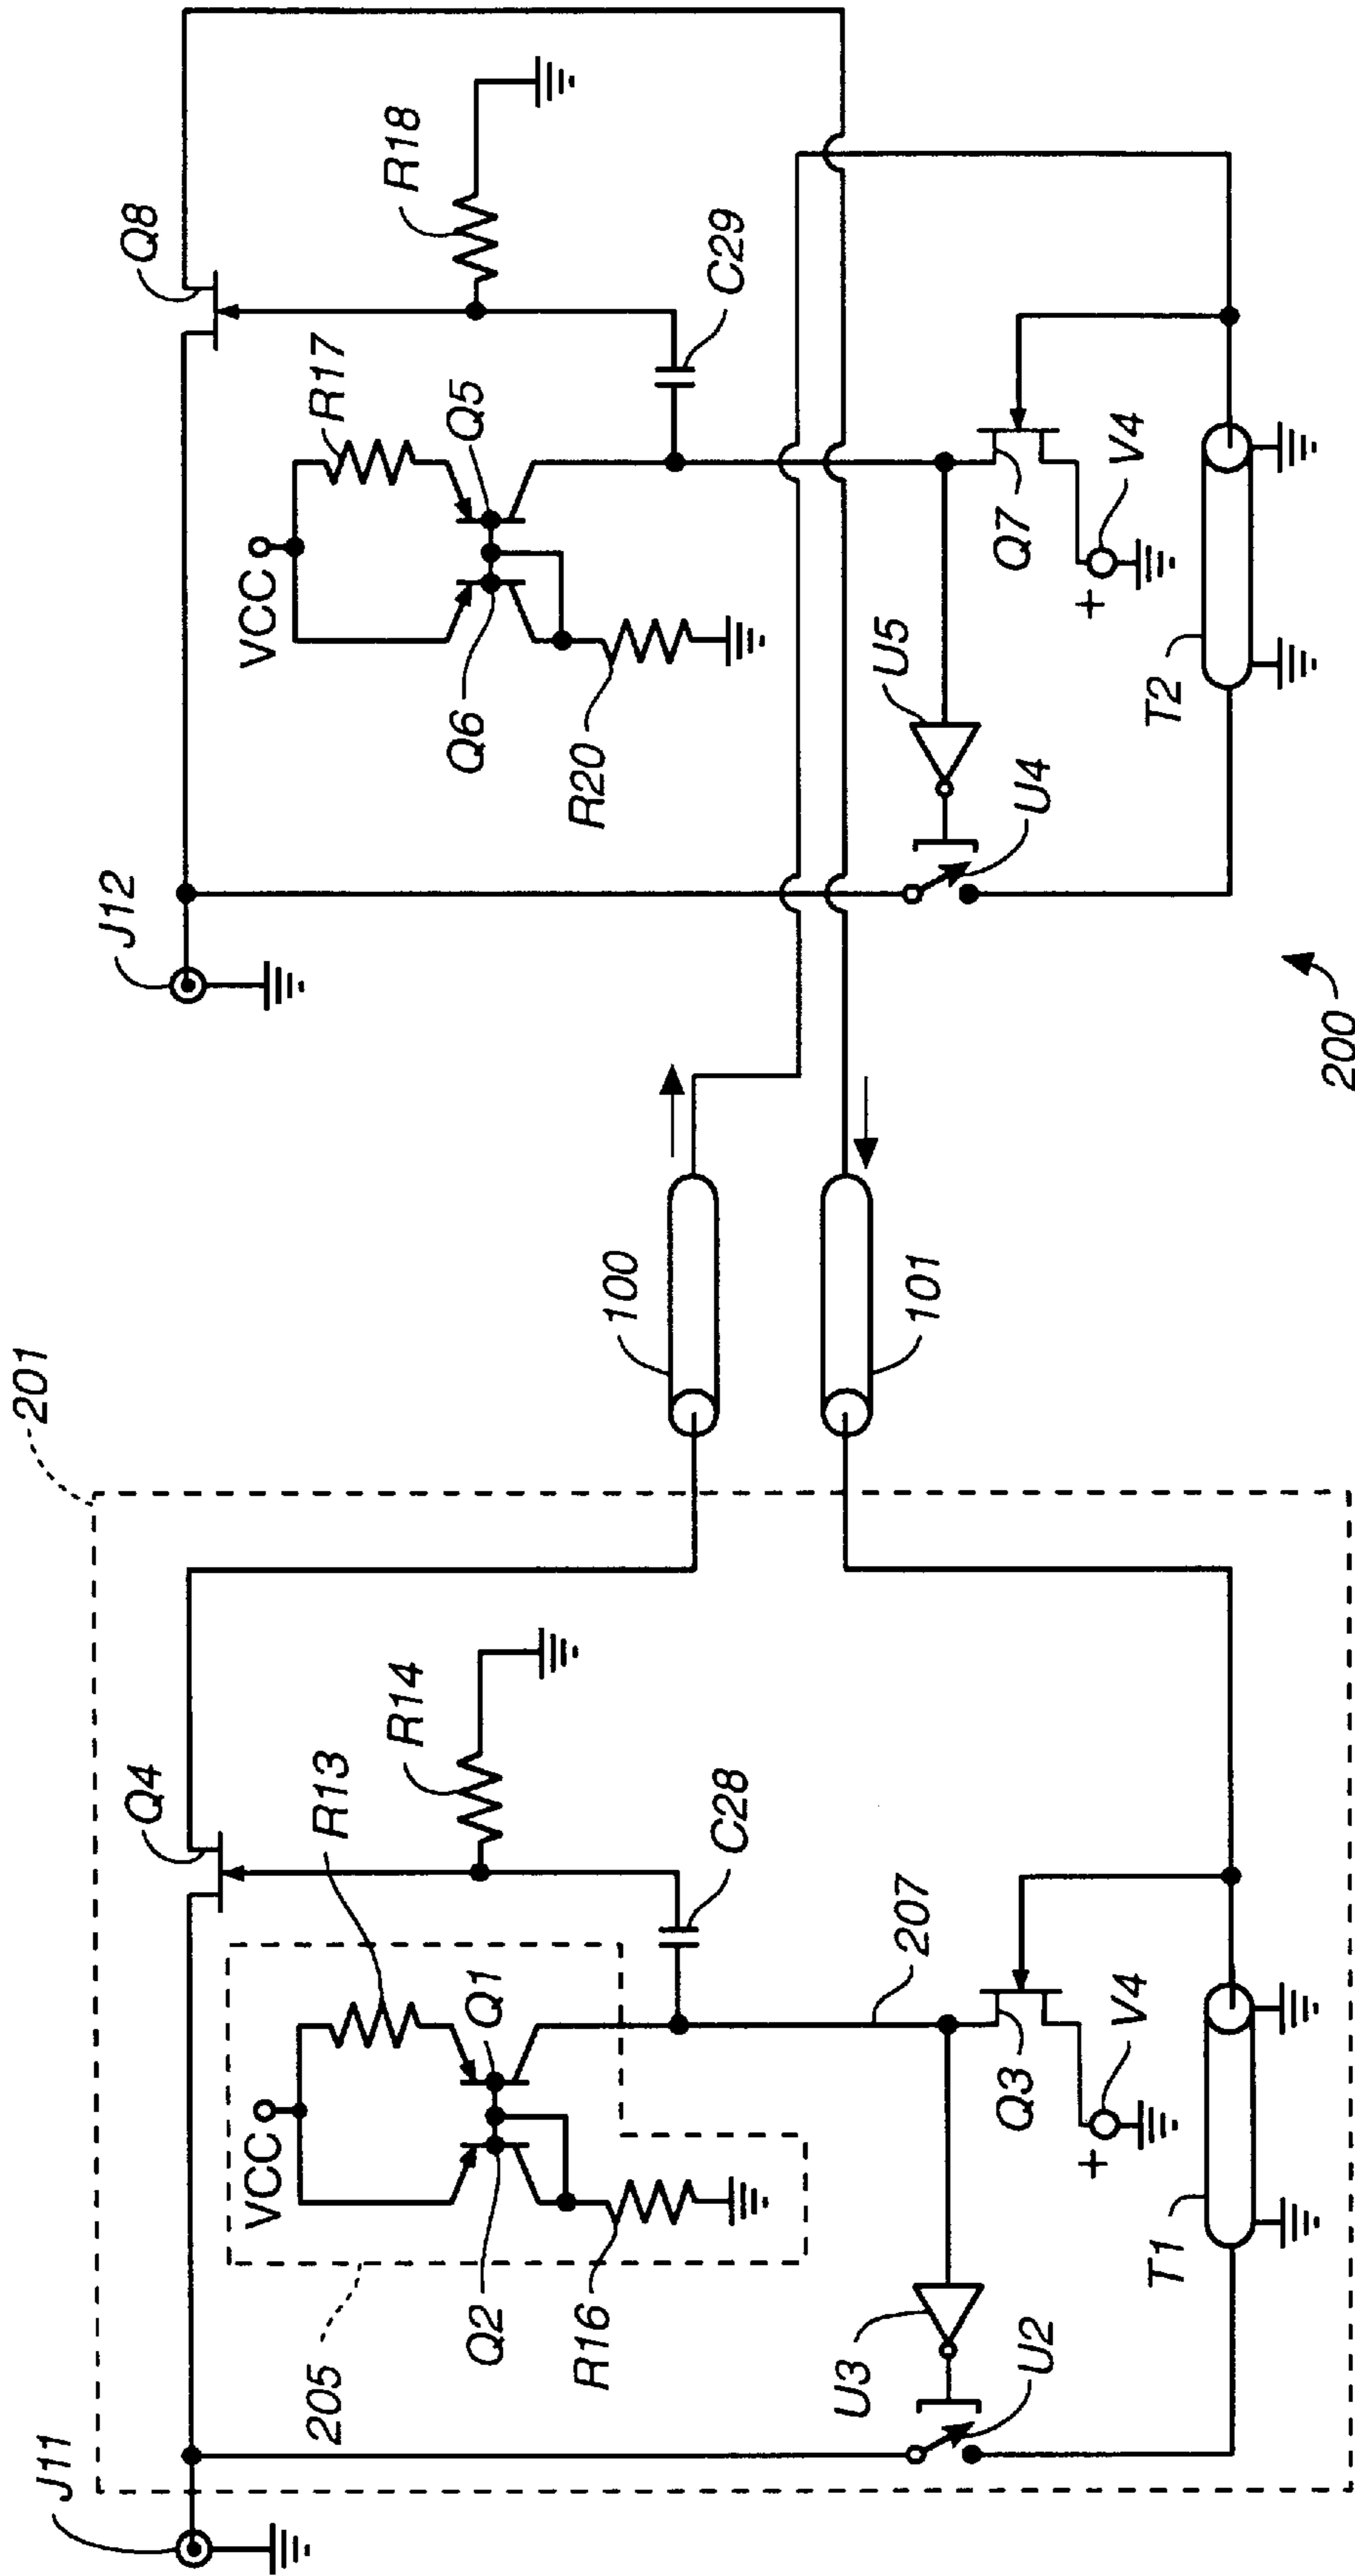 J11
201
Q4
R13
R14
VCC
Q1
Q2
205
R16
C28
207
U3
U2
Q3
+
V4
T1
100
101
J12
Q8
R17
R18
VCC
Q5
Q6
R20
C29
U5
U4
Q7
+
V4
T2
200